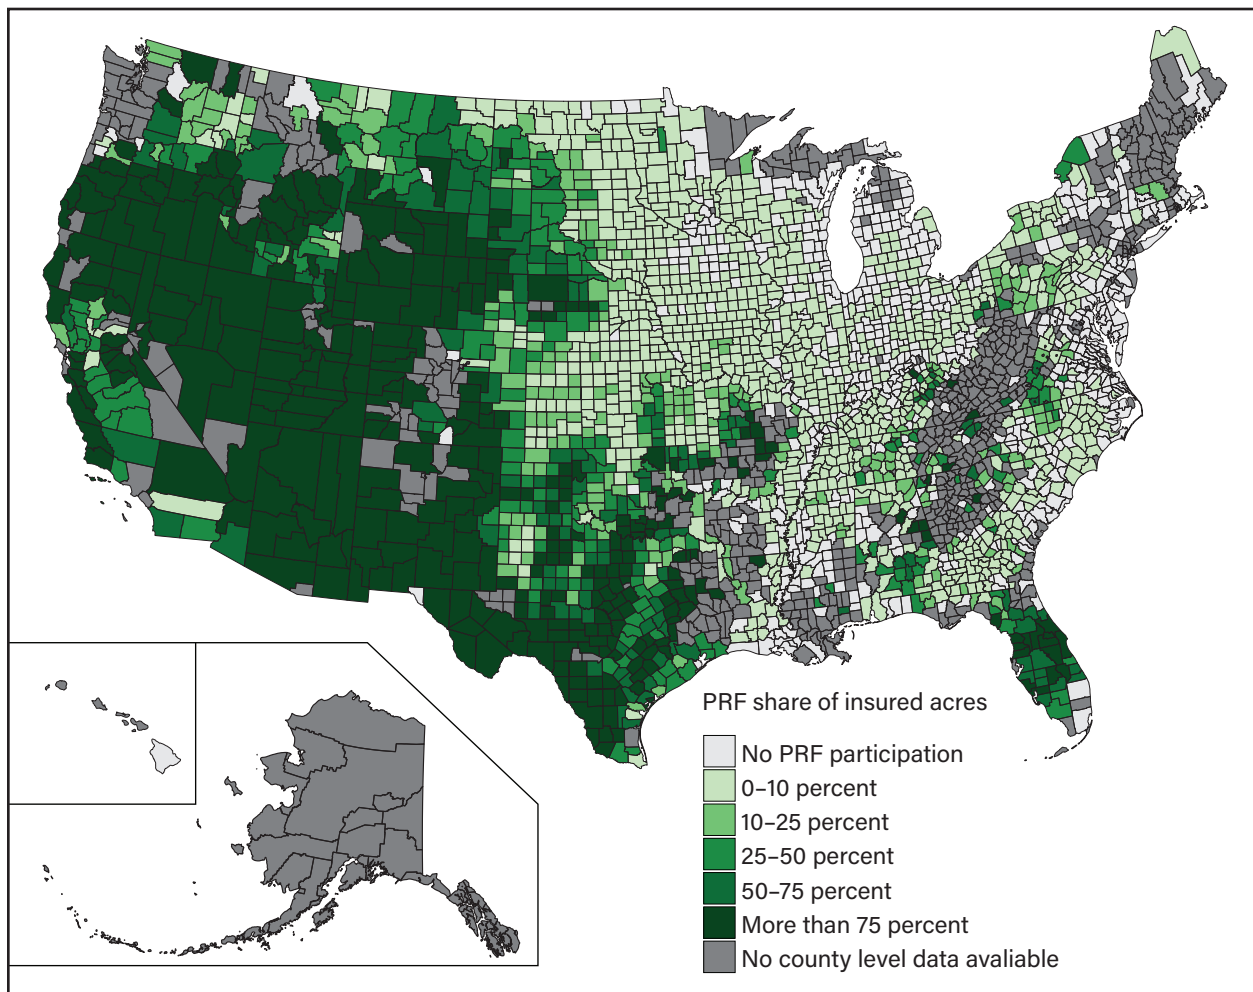 PRF share of insured acres
No PRF participation
0–10 percent
10–25 percent
25–50 percent
50–75 percent
More than 75 percent
No county level data avaliable